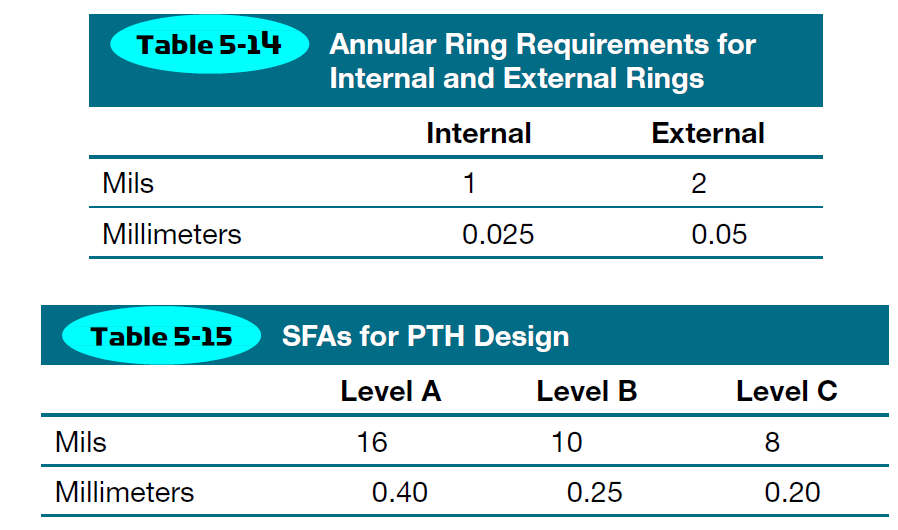 Table 5-14
Annular Ring Requirements for
Internal and External Rings
Internal External
Mils 1 2
Millimeters 0.025 0.05
Table 5-15 SFAs for PTH Design
Level A Level B Level C
Mils 16 10 8
Millimeters 0.40 0.25 0.20